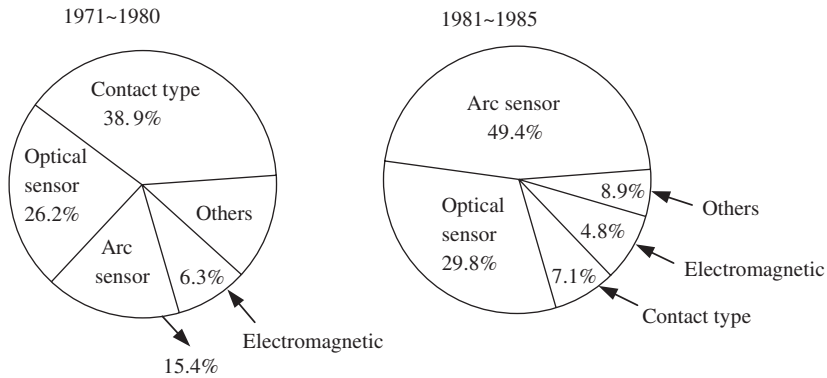 1971~1980
Contact type
38.9%
Optical
sensor
26.2%
Arc
sensor
15.4%
6.3%
Electromagnetic
Others
1981~1985
Arc sensor
49.4%
Optical
sensor
29.8%
7.1%
Contact type
4.8%
Electromagnetic
8.9%
Others